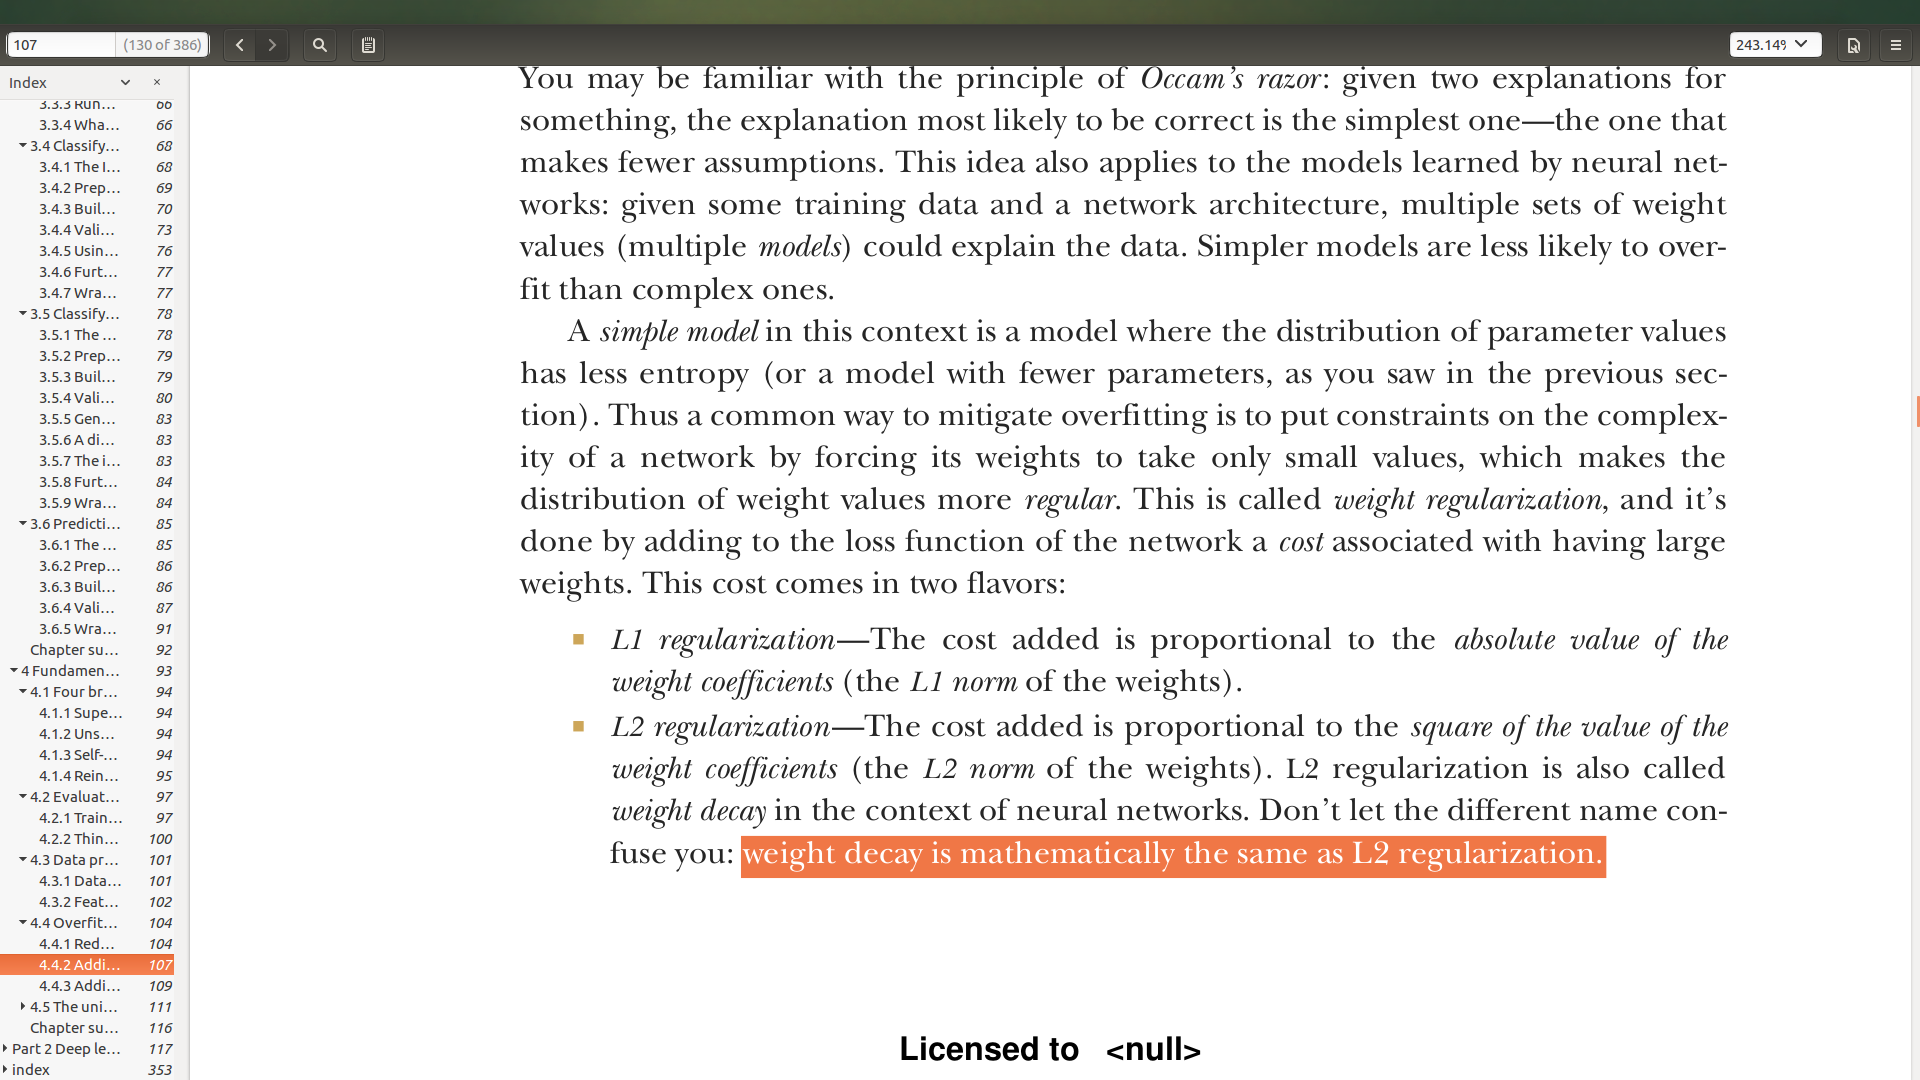 107 (130 of 386) 243.14%
Index
3.3.3 Run... 66
3.3.4 Wha... 66
3.4 Classify... 68
3.4.1 The I... 68
3.4.2 Prep... 69
3.4.3 Buil... 70
3.4.4 Vali... 73
3.4.5 Usin... 76
3.4.6 Furt... 77
3.4.7 Wra... 77
3.5 Classify... 78
3.5.1 The ... 78
3.5.2 Prep... 79
3.5.3 Buil... 79
3.5.4 Vali... 80
3.5.5 Gen... 83
3.5.6 A di... 83
3.5.7 The i... 83
3.5.8 Furt... 84
3.5.9 Wra... 84
3.6 Predicti... 85
3.6.1 The ... 85
3.6.2 Prep... 86
3.6.3 Buil... 86
3.6.4 Vali... 87
3.6.5 Wra... 91
Chapter su... 92
4 Fundamen... 93
4.1 Four br... 94
4.1.1 Supe... 94
4.1.2 Uns... 94
4.1.3 Self-... 94
4.1.4 Rein... 95
4.2 Evaluat... 97
4.2.1 Train... 97
4.2.2 Thin... 100
4.3 Data pr... 101
4.3.1 Data... 101
4.3.2 Feat... 102
4.4 Overfit... 104
4.4.1 Red... 104
4.4.2 Addi... 107
4.4.3 Addi... 109
4.5 The uni... 111
Chapter su... 116
Part 2 Deep le... 117
index 353
You may be familiar with the principle of Occam's razor: given two explanations for
something, the explanation most likely to be correct is the simplest one—the one that
makes fewer assumptions. This idea also applies to the models learned by neural net-
works: given some training data and a network architecture, multiple sets of weight
values (multiple models) could explain the data. Simpler models are less likely to over-
fit than complex ones.
A simple model in this context is a model where the distribution of parameter values
has less entropy (or a model with fewer parameters, as you saw in the previous sec-
tion). Thus a common way to mitigate overfitting is to put constraints on the complex-
ity of a network by forcing its weights to take only small values, which makes the
distribution of weight values more regular. This is called weight regularization, and it's
done by adding to the loss function of the network a cost associated with having large
weights. This cost comes in two flavors:
■ L1 regularization—The cost added is proportional to the absolute value of the
weight coefficients (the L1 norm of the weights).
■ L2 regularization—The cost added is proportional to the square of the value of the
weight coefficients (the L2 norm of the weights). L2 regularization is also called
weight decay in the context of neural networks. Don't let the different name con-
fuse you: weight decay is mathematically the same as L2 regularization.
Licensed to <null>